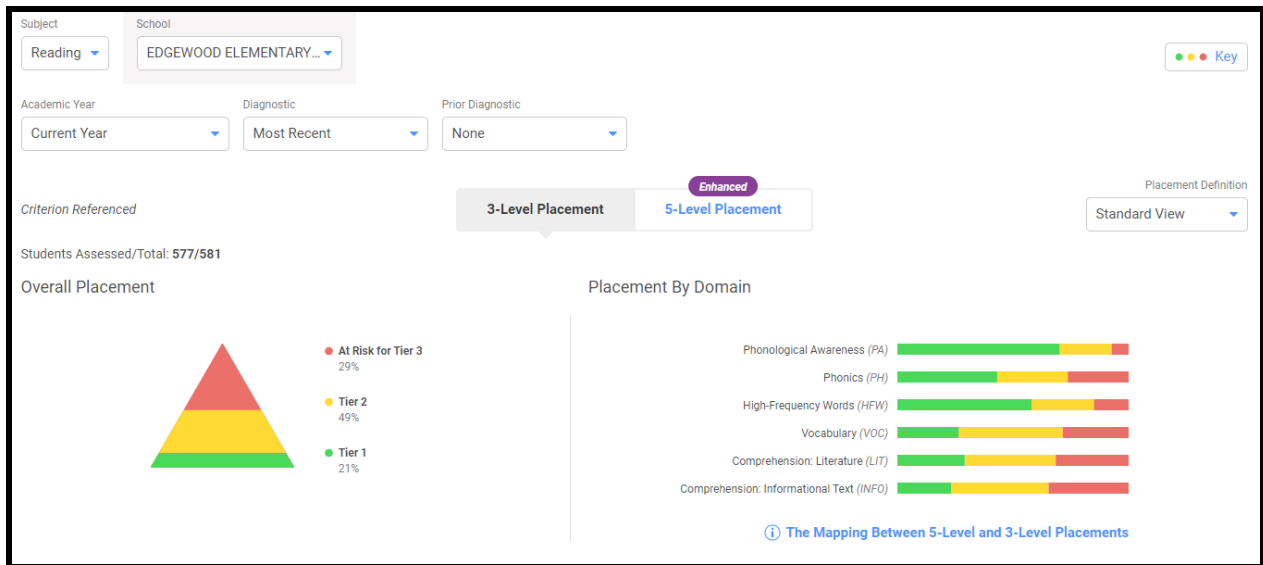 Subject
School
Reading
EDGEWOOD ELEMENTARY...
Key
Academic Year
Diagnostic
Prior Diagnostic
Current Year
Most Recent
None
Enhanced
Criterion Referenced
3-Level Placement
5-Level Placement
Placement Definition
Standard View
Students Assessed/Total: 577/581
Overall Placement
At Risk for Tier 3
29%
Tier 2
49%
Tier 1
21%
Placement By Domain
Phonological Awareness (PA)
Phonics (PH)
High-Frequency Words (HFW)
Vocabulary (VOC)
Comprehension: Literature (LIT)
Comprehension: Informational Text (INFO)
The Mapping Between 5-Level and 3-Level Placements